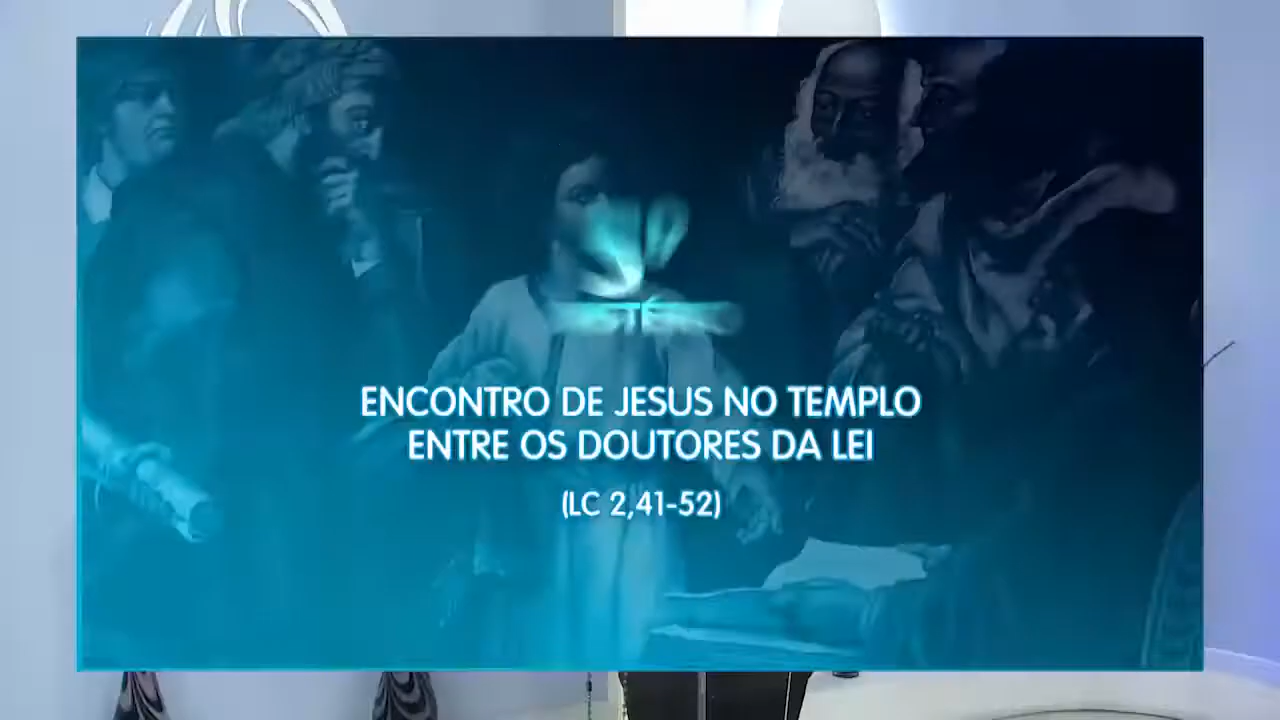 ENCONTRO DE JESUS NO TEMPLO
ENTRE OS DOUTORES DA LEI
(LC 2,41-52)